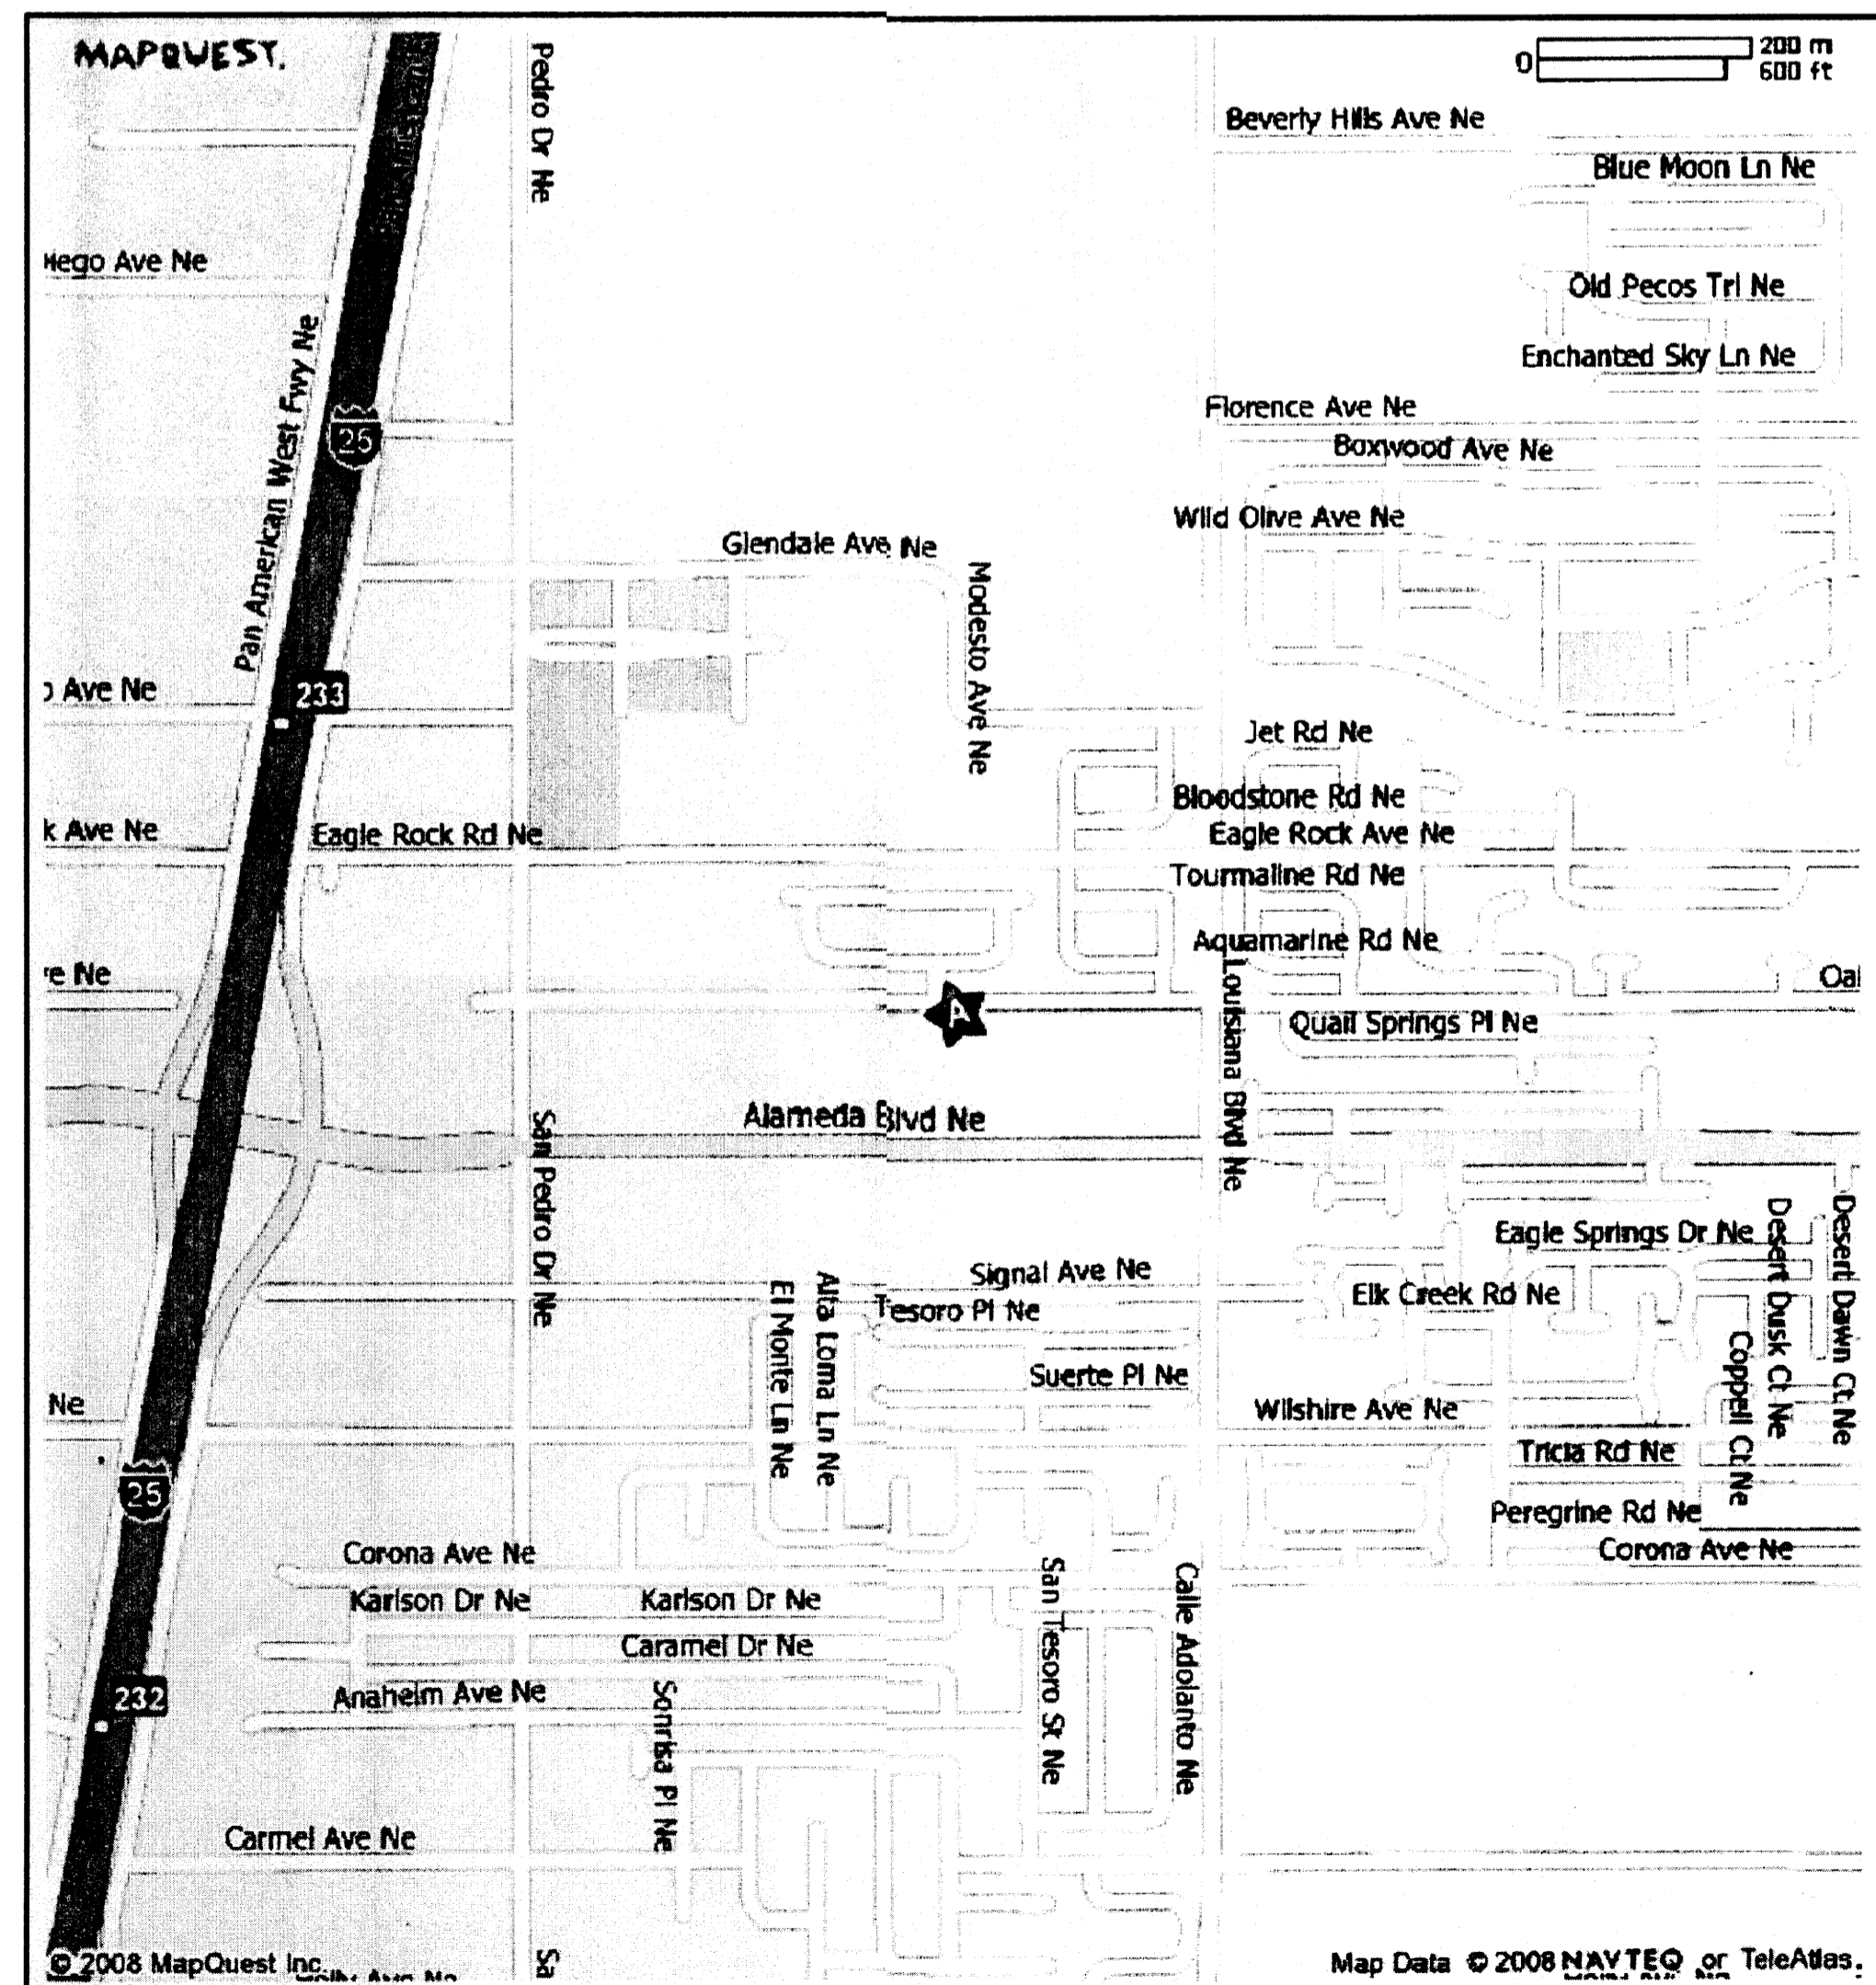 MAPQUEST.
200 m
0
600 ft
Pedro Dr Ne
Beverly Hills Ave Ne
Blue Moon Ln Ne
Ave Ne
Old Pecos Trl Ne
Pan American West Fwy Ne
Enchanted Sky Ln Ne
Florence Ave Ne
25
Boxwood Ave Ne
Wild Olive Ave Ne
Glendale Ave Ne
Modesto Ave Ne
Ave Ne
233
Jet Rd Ne
Bloodstone Rd Ne
k Ave Ne
Eagle Rock Rd Ne
Eagle Rock Ave Ne
Tourmaline Rd Ne
Aquamarine Rd Ne
Ne
Oal
A
Louisiana Blvd Ne
Quail Springs Pl Ne
Alameda Blvd Ne
San Pedro Dr Ne
Eagle Springs Dr Ne
Desert Dusk Ct Ne
Desert Dawn Ct Ne
Signal Ave Ne
El Monte Ln Ne
Alta Loma Ln Ne
Tesoro Pl Ne
Elk Creek Rd Ne
Coppell Ct Ne
Suerte Pl Ne
Ne
Wilshire Ave Ne
Tricia Rd Ne
25
Peregrine Rd Ne
Corona Ave Ne
Corona Ave Ne
Karlson Dr Ne
Karlson Dr Ne
San Tesoro St Ne
Calle Adolanto Ne
Caramel Dr Ne
232
Anaheim Ave Ne
Sonrisa Pl Ne
Carmel Ave Ne
Sa
© 2008 MapQuest Inc.
Map Data © 2008 NAVTEQ or TeleAtlas.